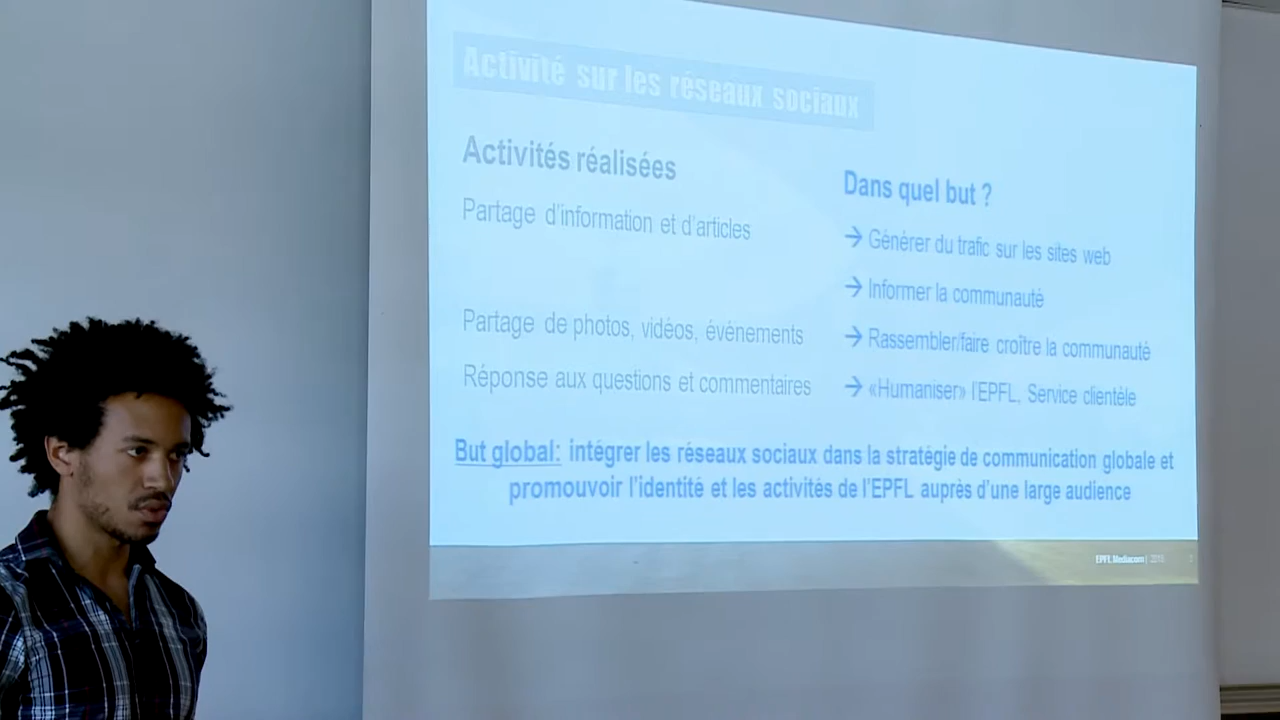 Activité sur les réseaux sociaux
Activités réalisées
Partage d'information et d'articles
Partage de photos, vidéos, événements
Réponse aux questions et commentaires
Dans quel but ?
→ Générer du trafic sur les sites web
→ Informer la communauté
→ Rassembler/faire croître la communauté
→ «Humaniser» l'EPFL, Service clientèle
But global: intégrer les réseaux sociaux dans la stratégie de communication globale et
promouvoir l'identité et les activités de l'EPFL auprès d'une large audience
EPFL Mediacom |